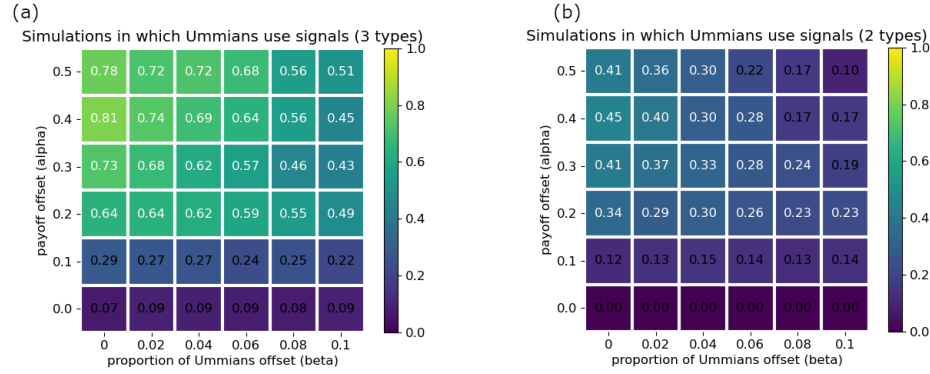 (a)
Simulations in which Ummians use signals (3 types)
payoff offset (alpha)
0.5 0.78 0.72 0.72 0.68 0.56 0.51
0.4 0.81 0.74 0.69 0.64 0.56 0.45
0.3 0.73 0.68 0.62 0.57 0.46 0.43
0.2 0.64 0.64 0.62 0.59 0.55 0.49
0.1 0.29 0.27 0.27 0.24 0.25 0.22
0.0 0.07 0.09 0.09 0.09 0.08 0.09
0 0.02 0.04 0.06 0.08 0.1
proportion of Ummians offset (beta)
1.0
0.8
0.6
0.4
0.2
0.0
(b)
Simulations in which Ummians use signals (2 types)
payoff offset (alpha)
0.5 0.41 0.36 0.30 0.22 0.17 0.10
0.4 0.45 0.40 0.30 0.28 0.17 0.17
0.3 0.41 0.37 0.33 0.28 0.24 0.19
0.2 0.34 0.29 0.30 0.26 0.23 0.23
0.1 0.12 0.13 0.15 0.14 0.13 0.14
0.0 0.00 0.00 0.00 0.00 0.00 0.00
0 0.02 0.04 0.06 0.08 0.1
proportion of Ummians offset (beta)
1.0
0.8
0.6
0.4
0.2
0.0